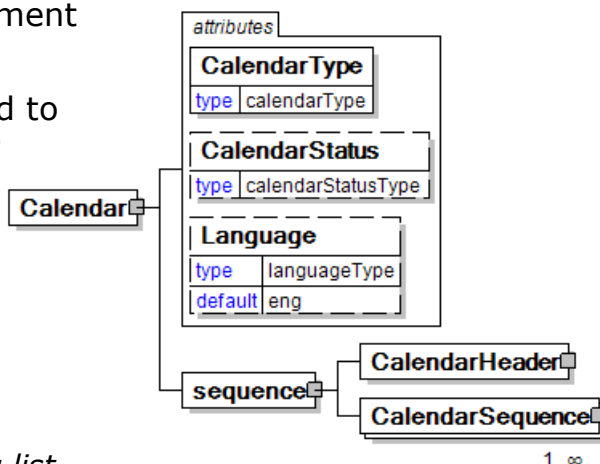 ment
d to
attributes
CalendarType
type calendarType
CalendarStatus
type calendarStatusType
Calendar
Language
type languageType
default eng
CalendarHeader
sequence
CalendarSequence
1 ∞
list